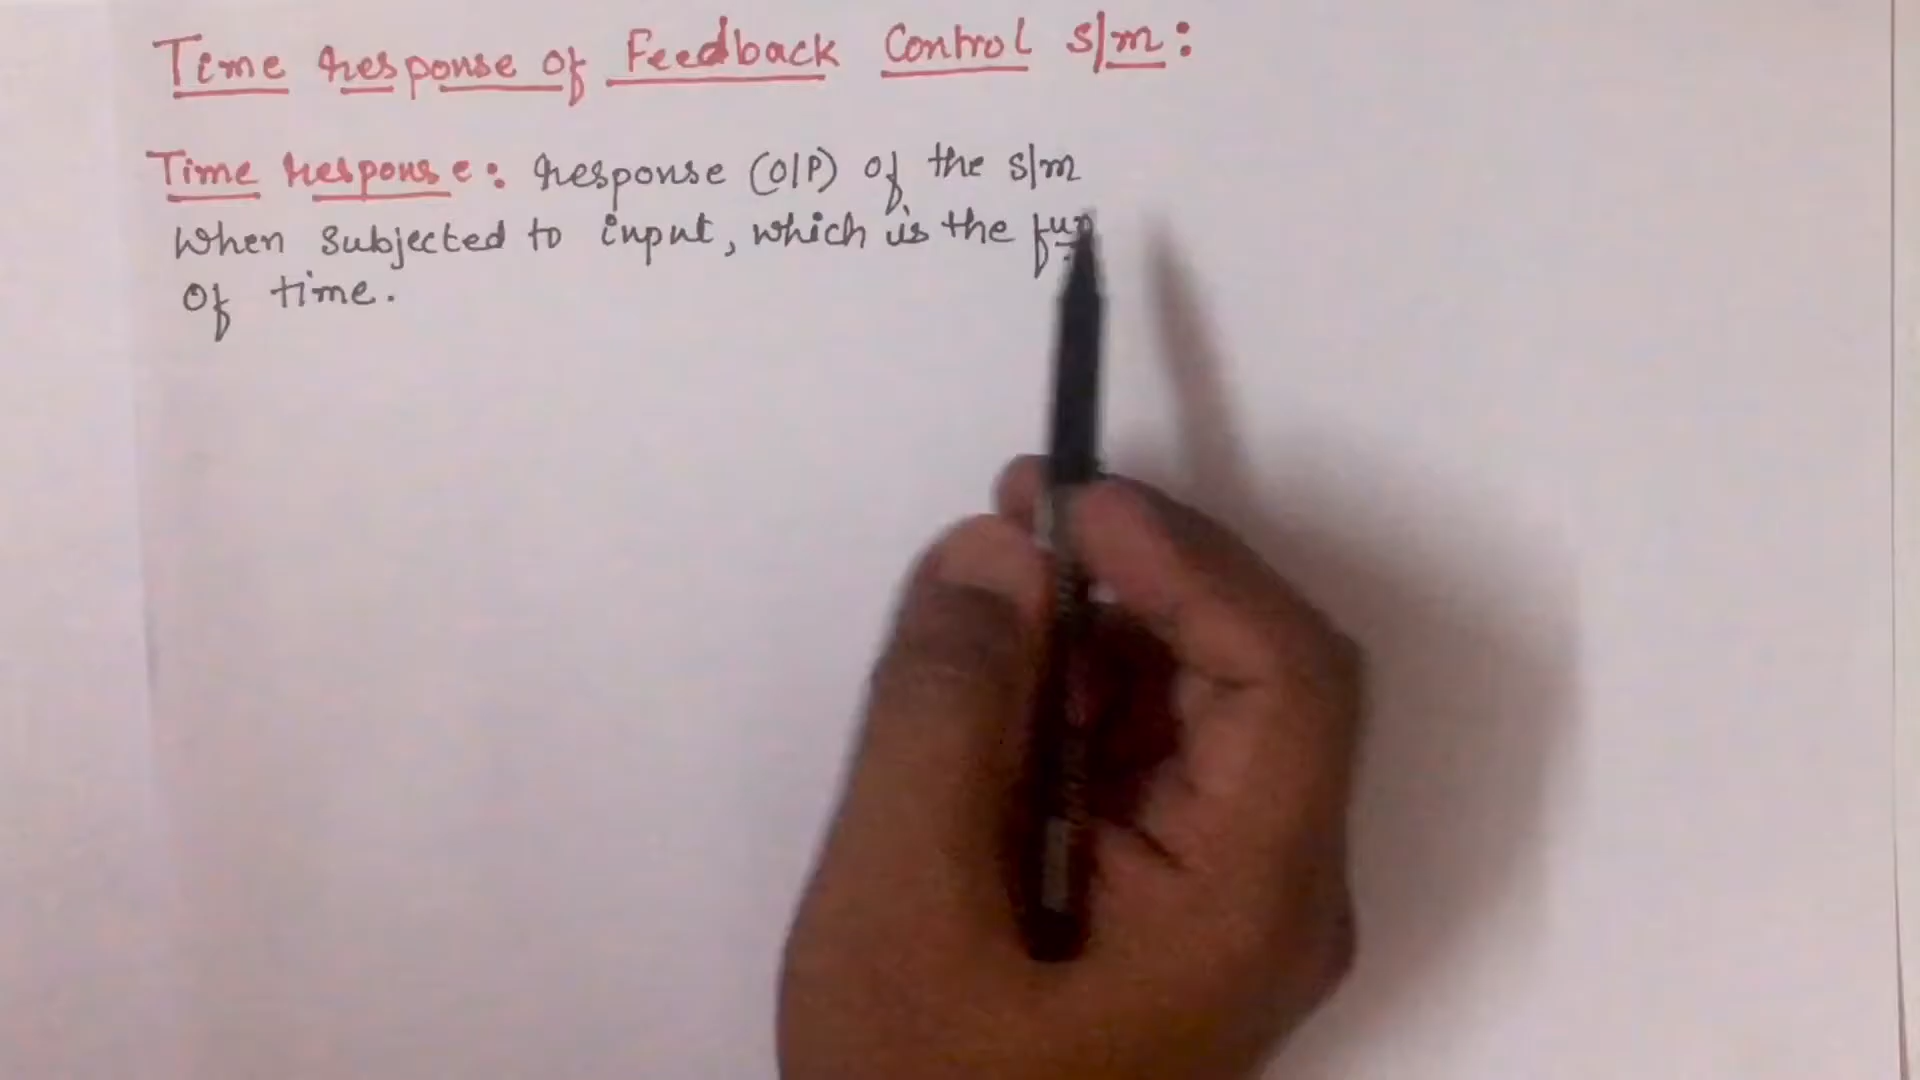 Time response of Feedback Control s/m:
Time response: response (O/P) of the s/m
when subjected to input, which is the fun
of time.